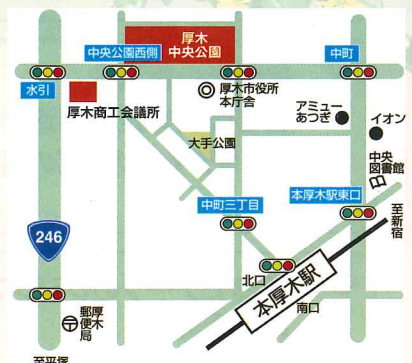 厚木
中央公園
中央公園西側
中町
水引
厚木商工会議所
厚木市役所
本庁舎
アミュー
あつぎ
イオン
大手公園
中央
図書館
中町三丁目
本厚木駅東口
至新宿
246
北口
本厚木駅
南口
厚木
郵便局
至平塚